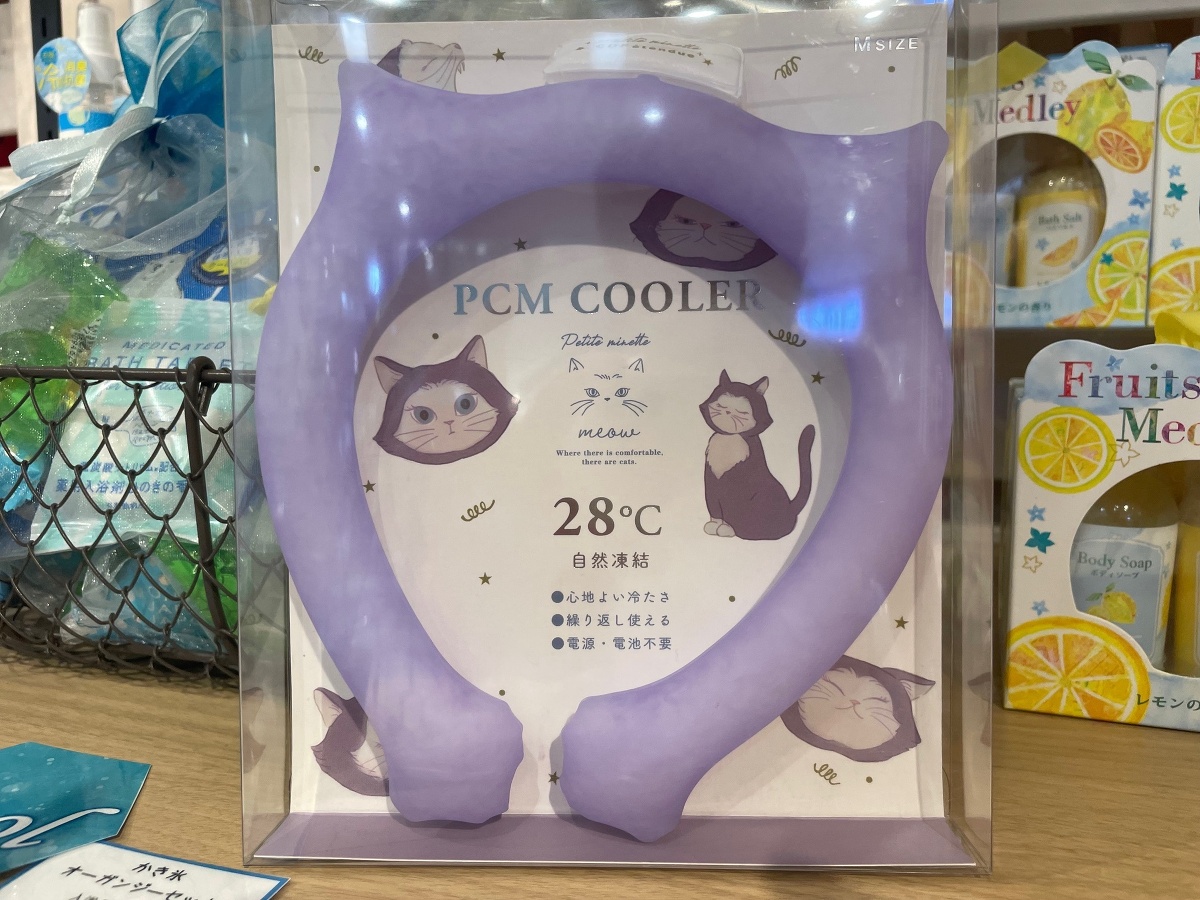 M SIZE
PCM COOLER
Petite minette
meow
Where there is comfortable,
there are cats.
28℃
自然凍結
●心地よい冷たさ
●繰り返し使える
●電源・電池不要
MEDICATED
BATH TABLE
Medley
Bath Salt
モンの香り
Fruits
Med
Body Soap
ボディソープ
レモンの
かき氷
オーガンジーセット